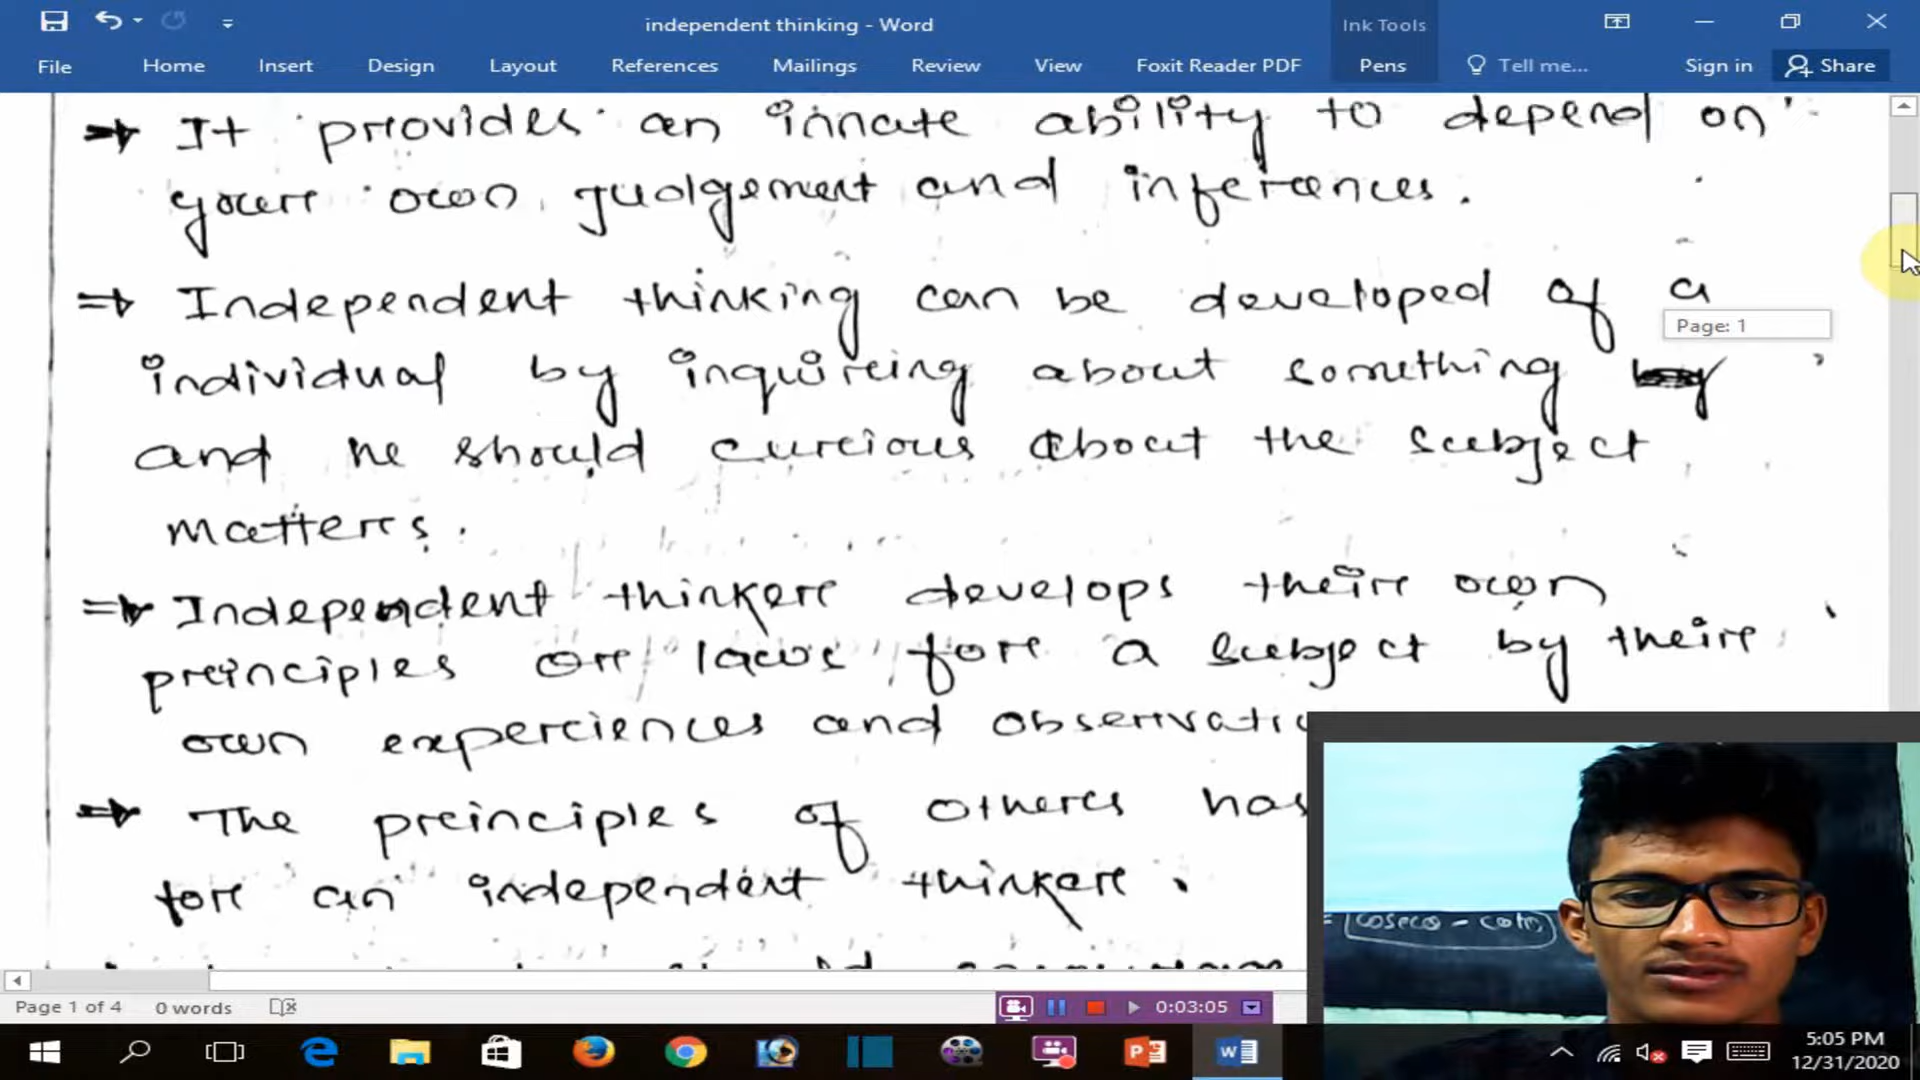 independent thinking - Word
Ink Tools
File Home Insert Design Layout References Mailings Review View Foxit Reader PDF Pens Tell me... Sign in Share
⇒ It provides an innate ability to depend on
your own judgement and inferences.
⇒ Independent thinking can be developed of a
Page: 1
individual by inquiring about something
and he should curious about the subject
matters.
⇒ Independent thinker develops their own
principles or laws for a subject by their
own experiences and
⇒ The principles of others has
for an independent thinker.
= cosecα - cot
Page 1 of 4 0 words
0:03:05
5:05 PM
12/31/2020